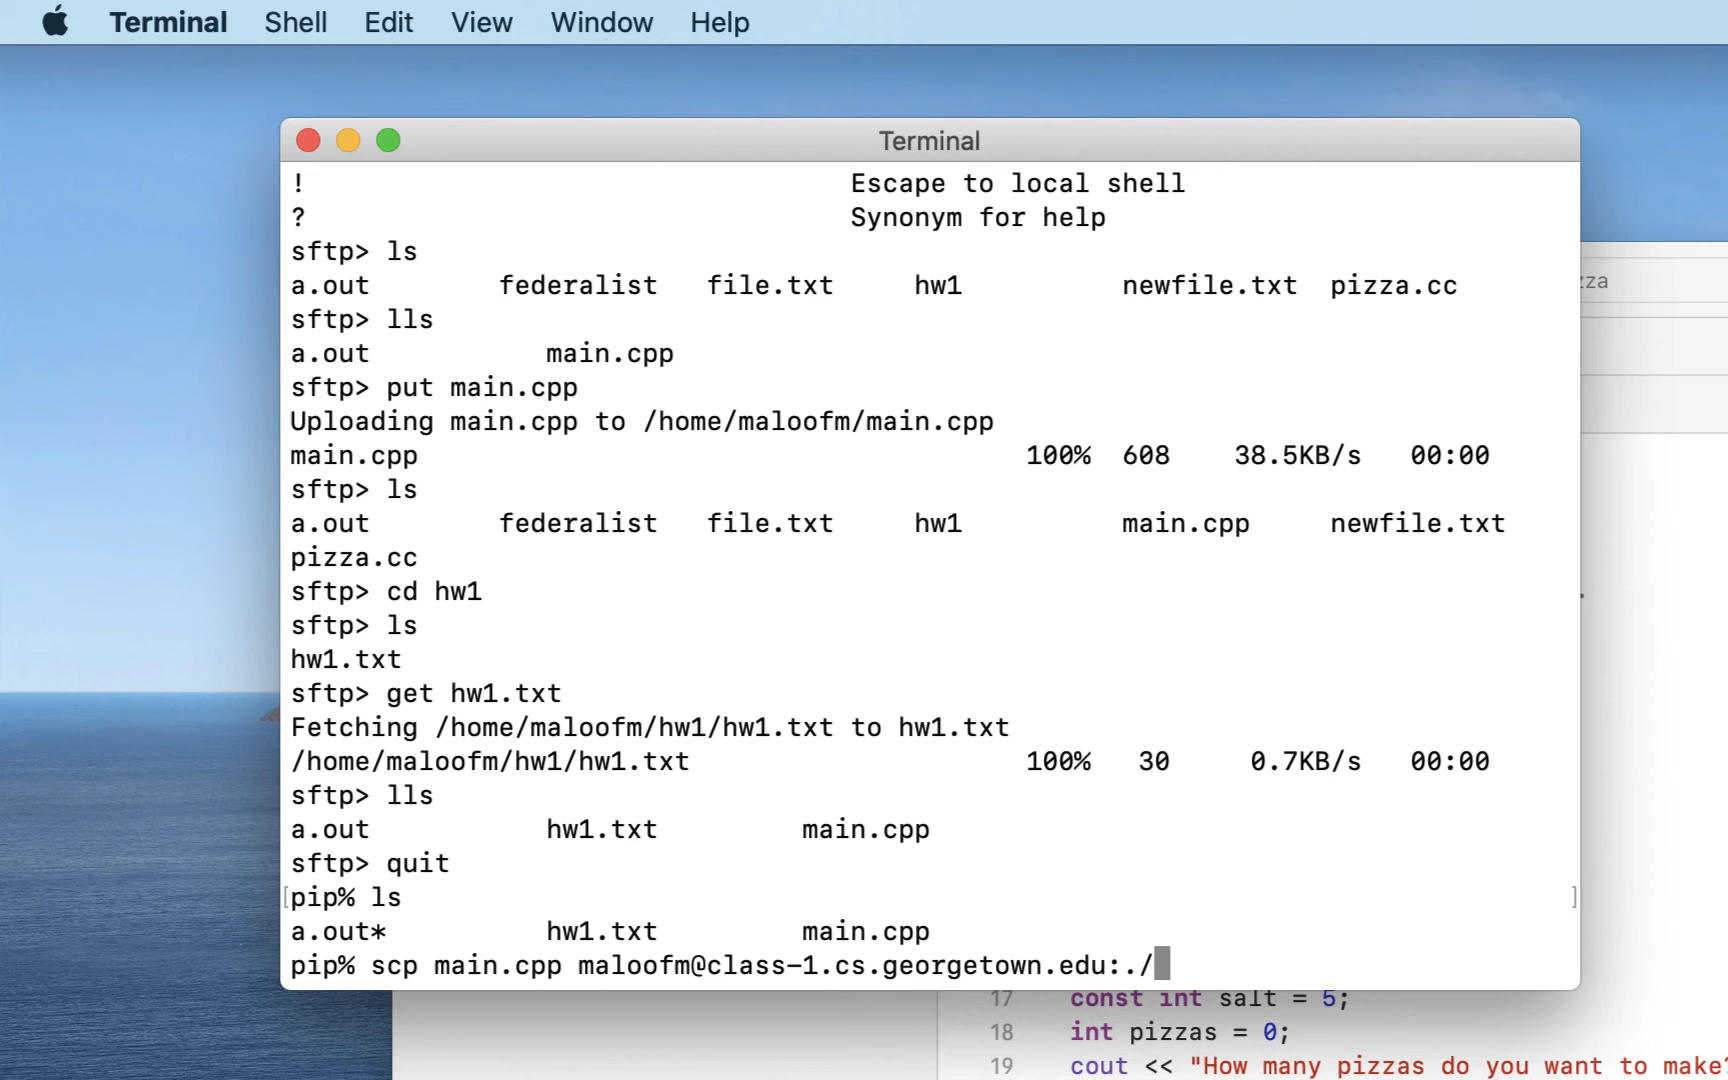 Terminal Shell Edit View Window Help
Terminal
! Escape to local shell
? Synonym for help
sftp> ls
a.out federalist file.txt hw1 newfile.txt pizza.cc
sftp> lls
a.out main.cpp
sftp> put main.cpp
Uploading main.cpp to /home/maloofm/main.cpp
main.cpp 100% 608 38.5KB/s 00:00
sftp> ls
a.out federalist file.txt hw1 main.cpp newfile.txt
pizza.cc
sftp> cd hw1
sftp> ls
hw1.txt
sftp> get hw1.txt
Fetching /home/maloofm/hw1/hw1.txt to hw1.txt
/home/maloofm/hw1/hw1.txt 100% 30 0.7KB/s 00:00
sftp> lls
a.out hw1.txt main.cpp
sftp> quit
[pip% ls ]
a.out* hw1.txt main.cpp
pip% scp main.cpp maloofm@class-1.cs.georgetown.edu:./
zza
17 const int salt = 5;
18 int pizzas = 0;
19 cout << "How many pizzas do you want to make?